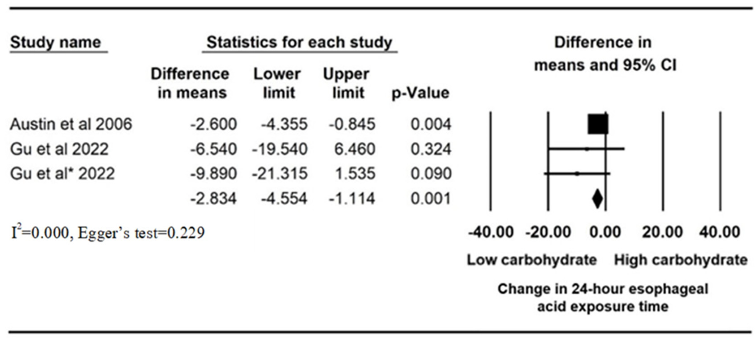 Study name Statistics for each study Difference in
means and 95% CI
Difference Lower Upper
in means limit limit p-Value
Austin et al 2006 -2.600 -4.355 -0.845 0.004
Gu et al 2022 -6.540 -19.540 6.460 0.324
Gu et al* 2022 -9.890 -21.315 1.535 0.090
-2.834 -4.554 -1.114 0.001
I²=0.000, Egger's test=0.229 -40.00 -20.00 0.00 20.00 40.00
Low carbohydrate High carbohydrate
Change in 24-hour esophageal
acid exposure time